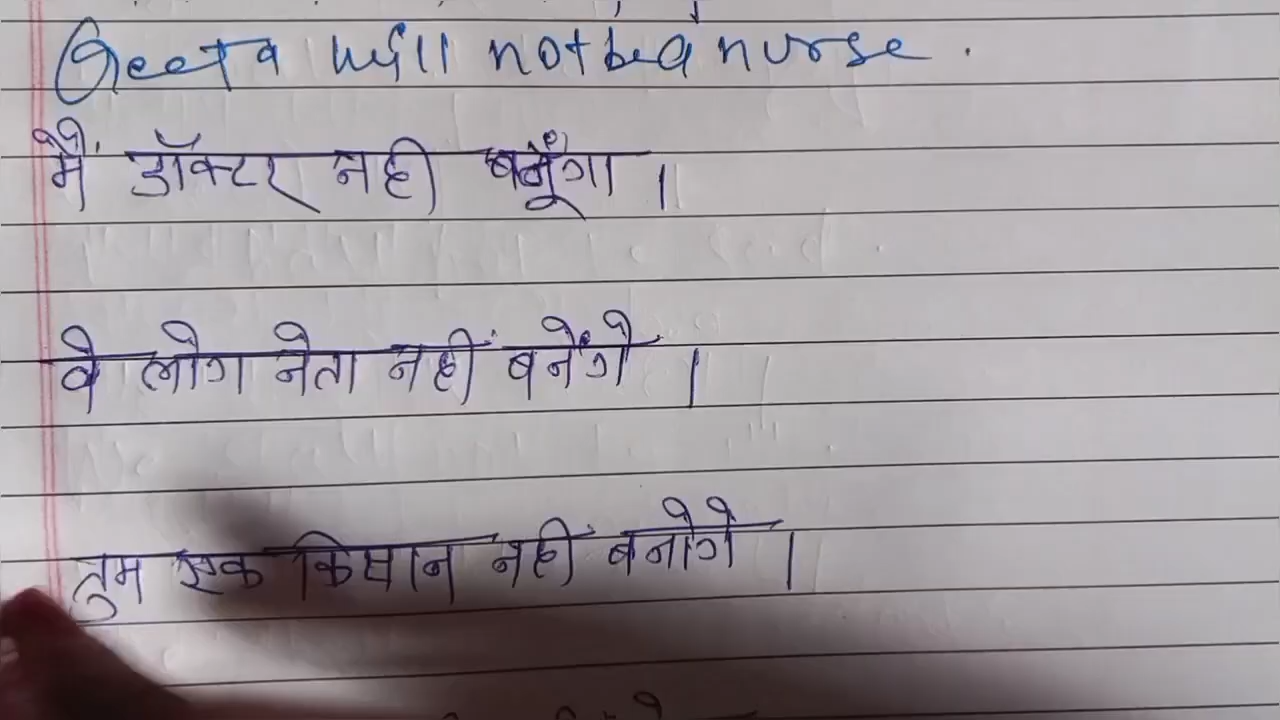 Geeta will not be a nurse .
मैं डॉक्टर नही बनूँगा ।
वे लोग नेता नहीं बनेंगे ।
तुम एक किसान नहीं बनोगे ।